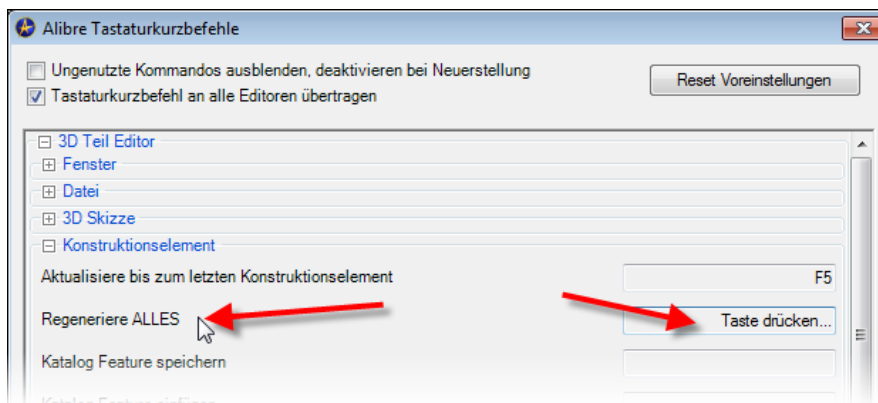 Alibre Tastaturkurzbefehle
Ungenutzte Kommandos ausblenden, deaktivieren bei Neuerstellung
Reset Voreinstellungen
Tastaturkurzbefehl an alle Editoren übertragen
3D Teil Editor
Fenster
Datei
3D Skizze
Konstruktionselement
Aktualisiere bis zum letzten Konstruktionselement F5
Regeneriere ALLES Taste drücken...
Katalog Feature speichern